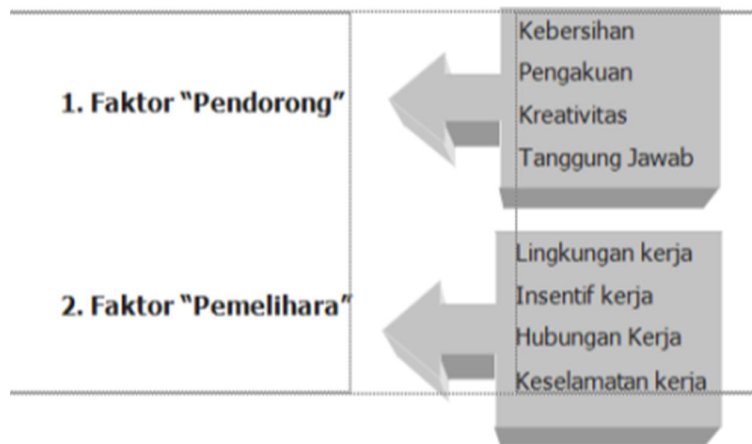 1. Faktor "Pendorong"
Kebersihan
Pengakuan
Kreativitas
Tanggung Jawab
2. Faktor "Pemelihara"
Lingkungan kerja
Insentif kerja
Hubungan Kerja
Keselamatan kerja